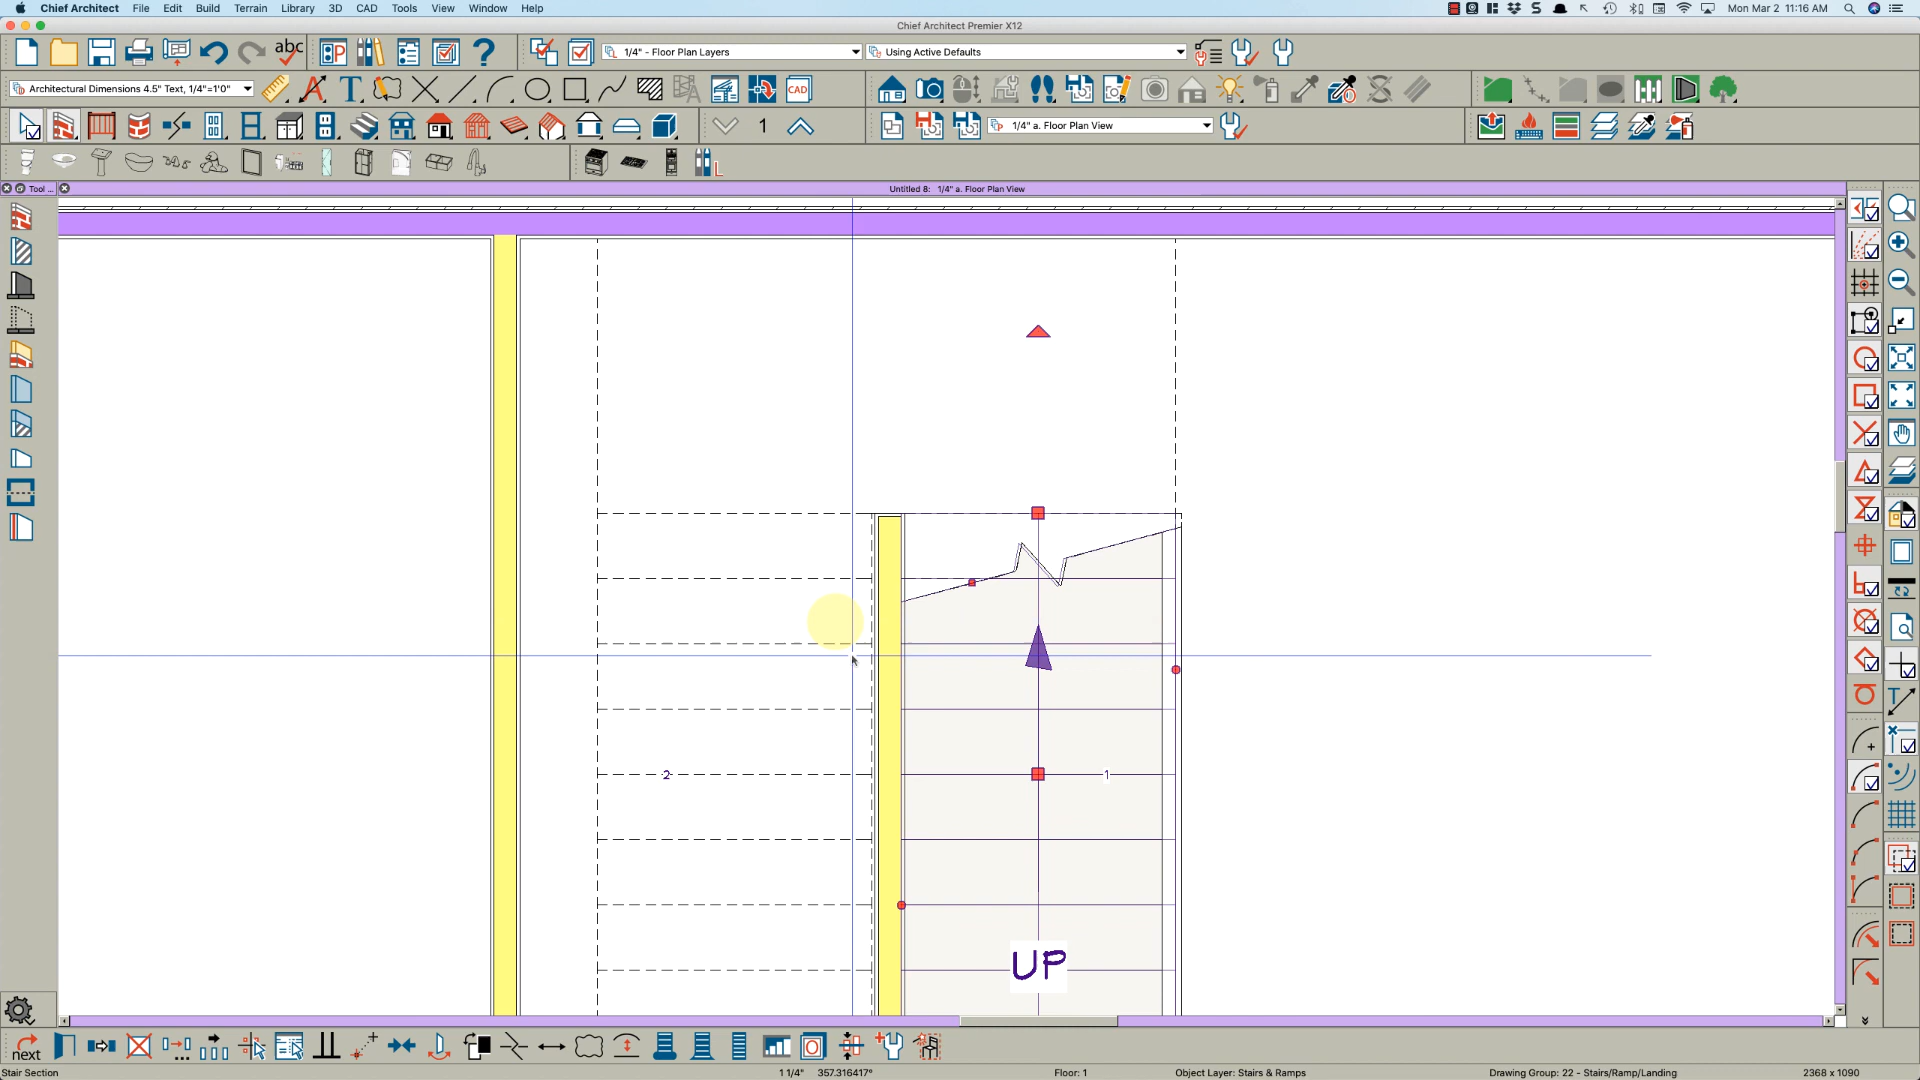 Chief Architect File Edit Build Terrain Library 3D CAD Tools View Window Help Mon Mar 2 11:16 AM
Chief Architect Premier X12
abc ? 1/4" - Floor Plan Layers Using Active Defaults
Architectural Dimensions 4.5" Text, 1/4"=1'0" T CAD
1 1/4" a. Floor Plan View
L
Tool ... Untitled 8: 1/4" a. Floor Plan View
2 1
UP
next
Stair Section 1 1/4" 357.316417° Floor: 1 Object Layer: Stairs & Ramps Drawing Group: 22 - Stairs/Ramp/Landing 2368 x 1090